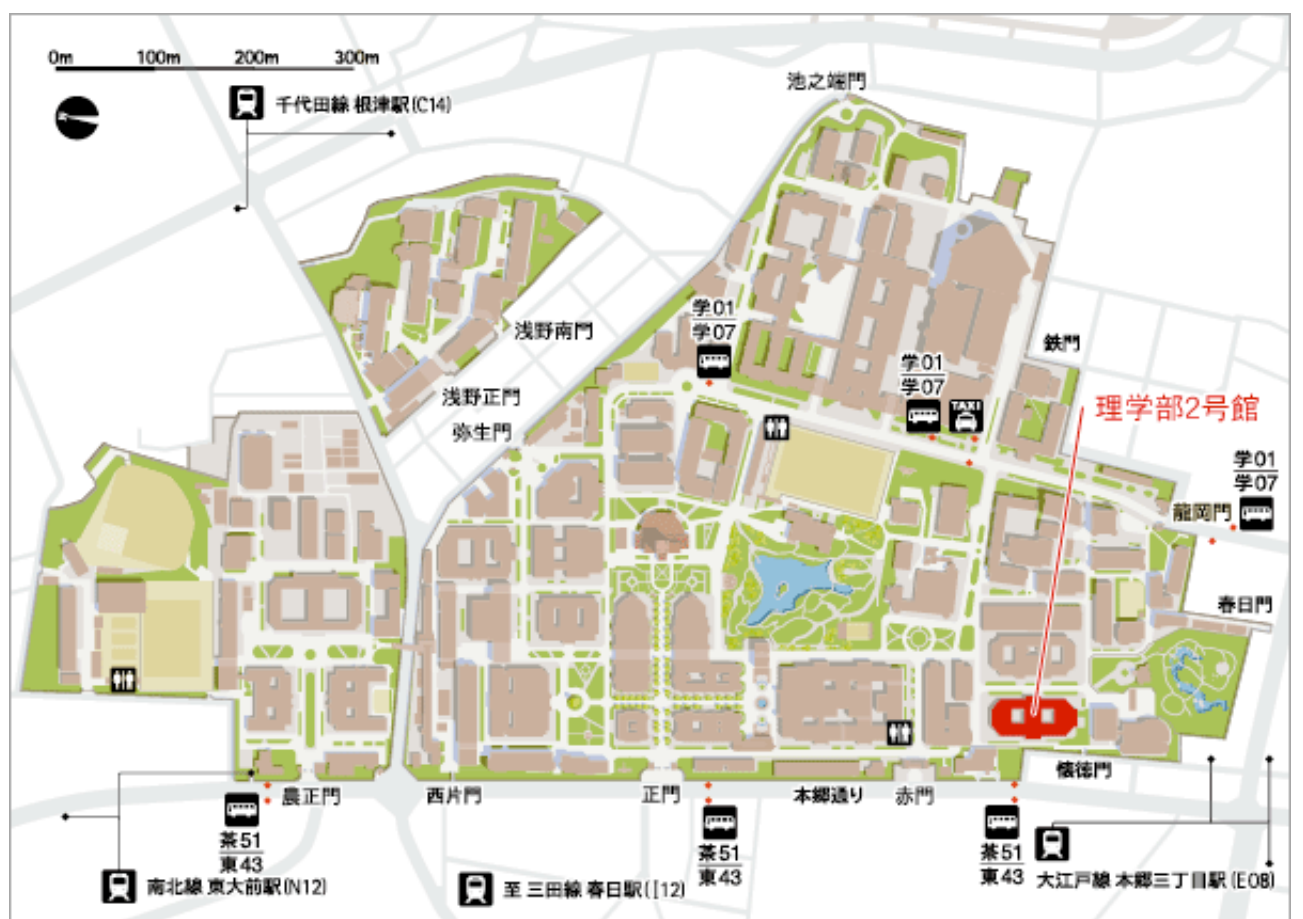 0m 100m 200m 300m
千代田線 根津駅(C14)
池之端門
学01
学07
浅野南門
鉄門
学01
学07
TAXI
浅野正門
理学部2号館
弥生門
学01
学07
龍岡門
春日門
懐徳門
農正門
西片門
正門
本郷通り
赤門
茶51
東43
茶51
東43
茶51
東43
南北線 東大前駅(N12)
至 三田線 春日駅(I12)
大江戸線 本郷三丁目駅(E08)